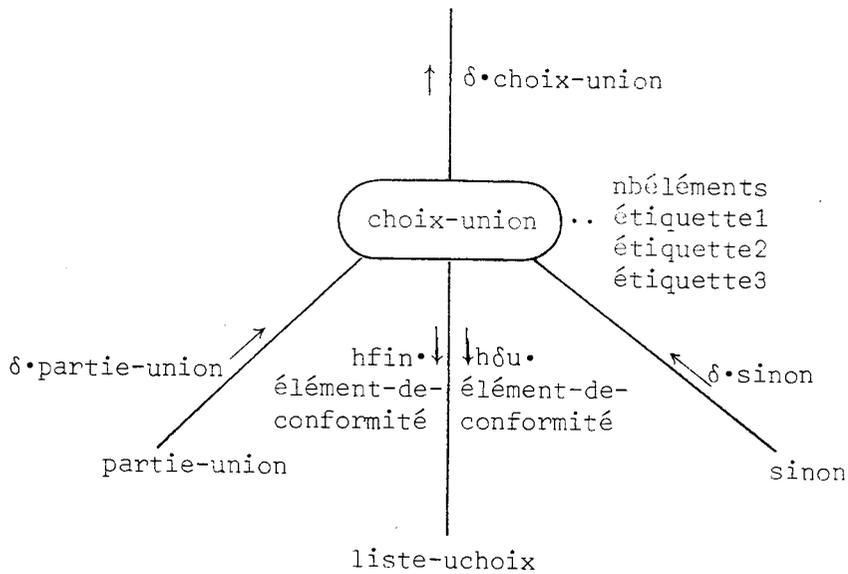 ↑ δ•choix-union
nbéléments
choix-union •• étiquette1
étiquette2
étiquette3
δ•partie-union
hfin•↓ ↓hδu•
élément-de- élément-de-
conformité conformité
δ•sinon
partie-union
sinon
liste-uchoix